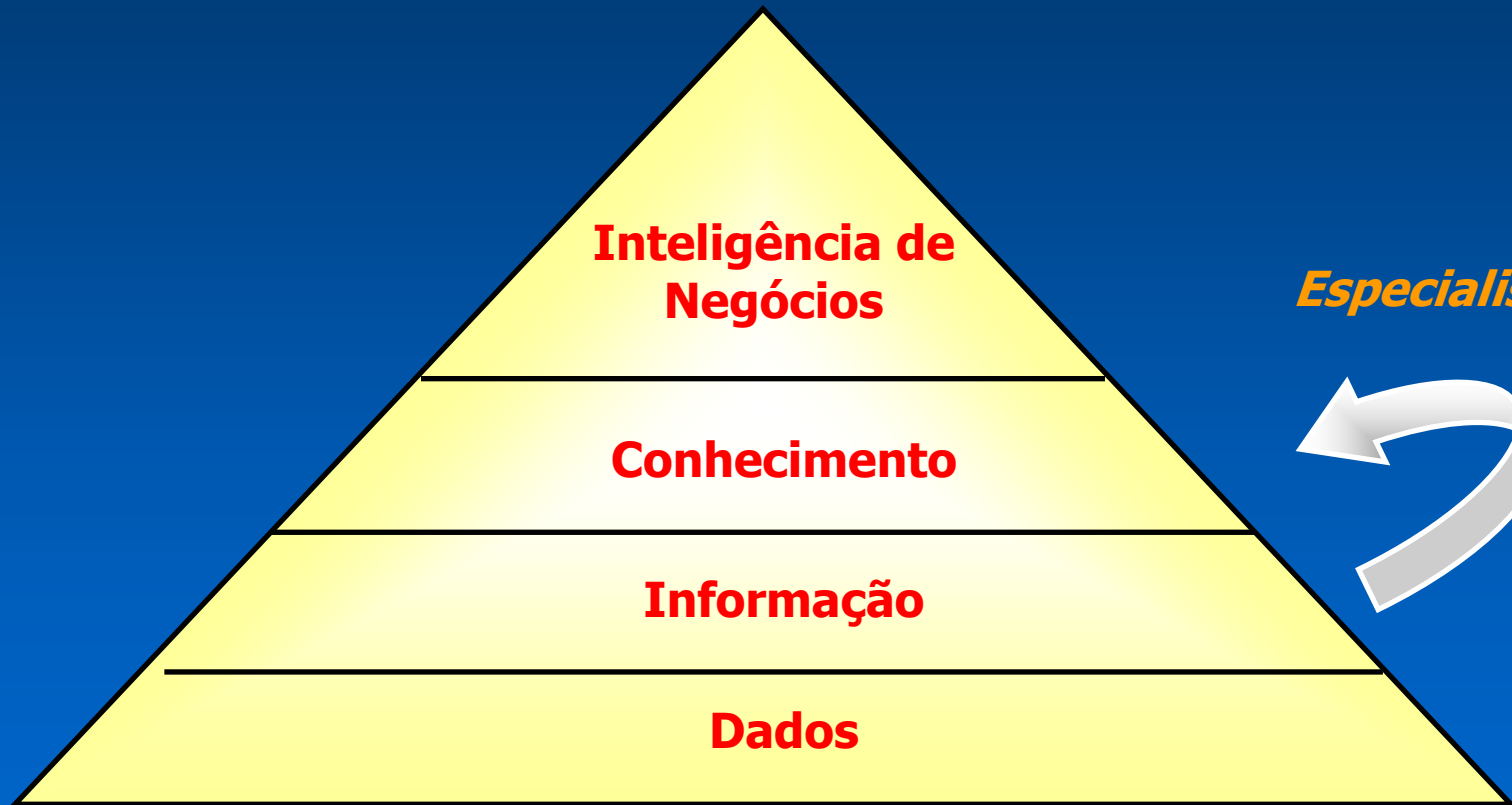 Inteligência de
Negócios
Conhecimento
Informação
Dados